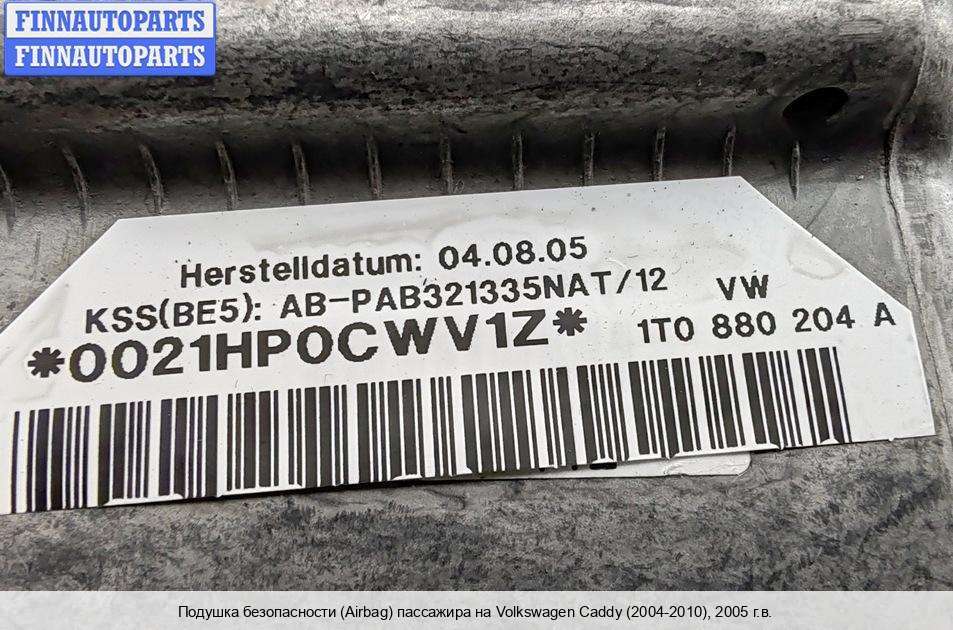 FINNAUTOPARTS
FINNAUTOPARTS
Herstelldatum: 04.08.05
KSS(BE5): AB-PAB321335NAT/12 VW
*0021HP0CWV1Z* 1T0 880 204 A
Подушка безопасности (Airbag) пассажира на Volkswagen Caddy (2004-2010), 2005 г.в.